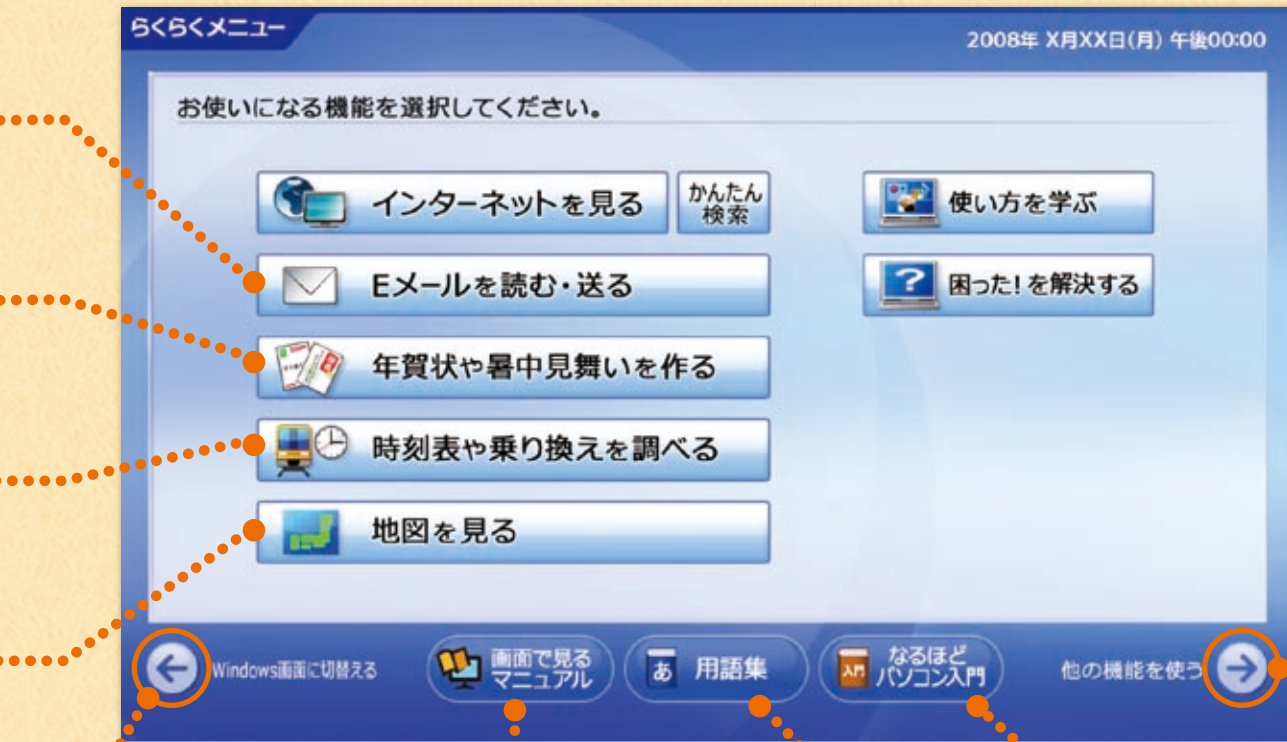 らくらくメニュー
2008年 X月XX日(月) 午後00:00
お使いになる機能を選択してください。
インターネットを見る
かんたん
検索
使い方を学ぶ
Eメールを読む・送る
困った!を解決する
年賀状や暑中見舞いを作る
時刻表や乗り換えを調べる
地図を見る
Windows画面に切替える
画面で見る
マニュアル
あ
用語集
入門
なるほど
パソコン入門
他の機能を使う